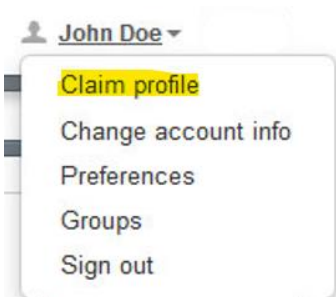 John Doe
Claim profile
Change account info
Preferences
Groups
Sign out